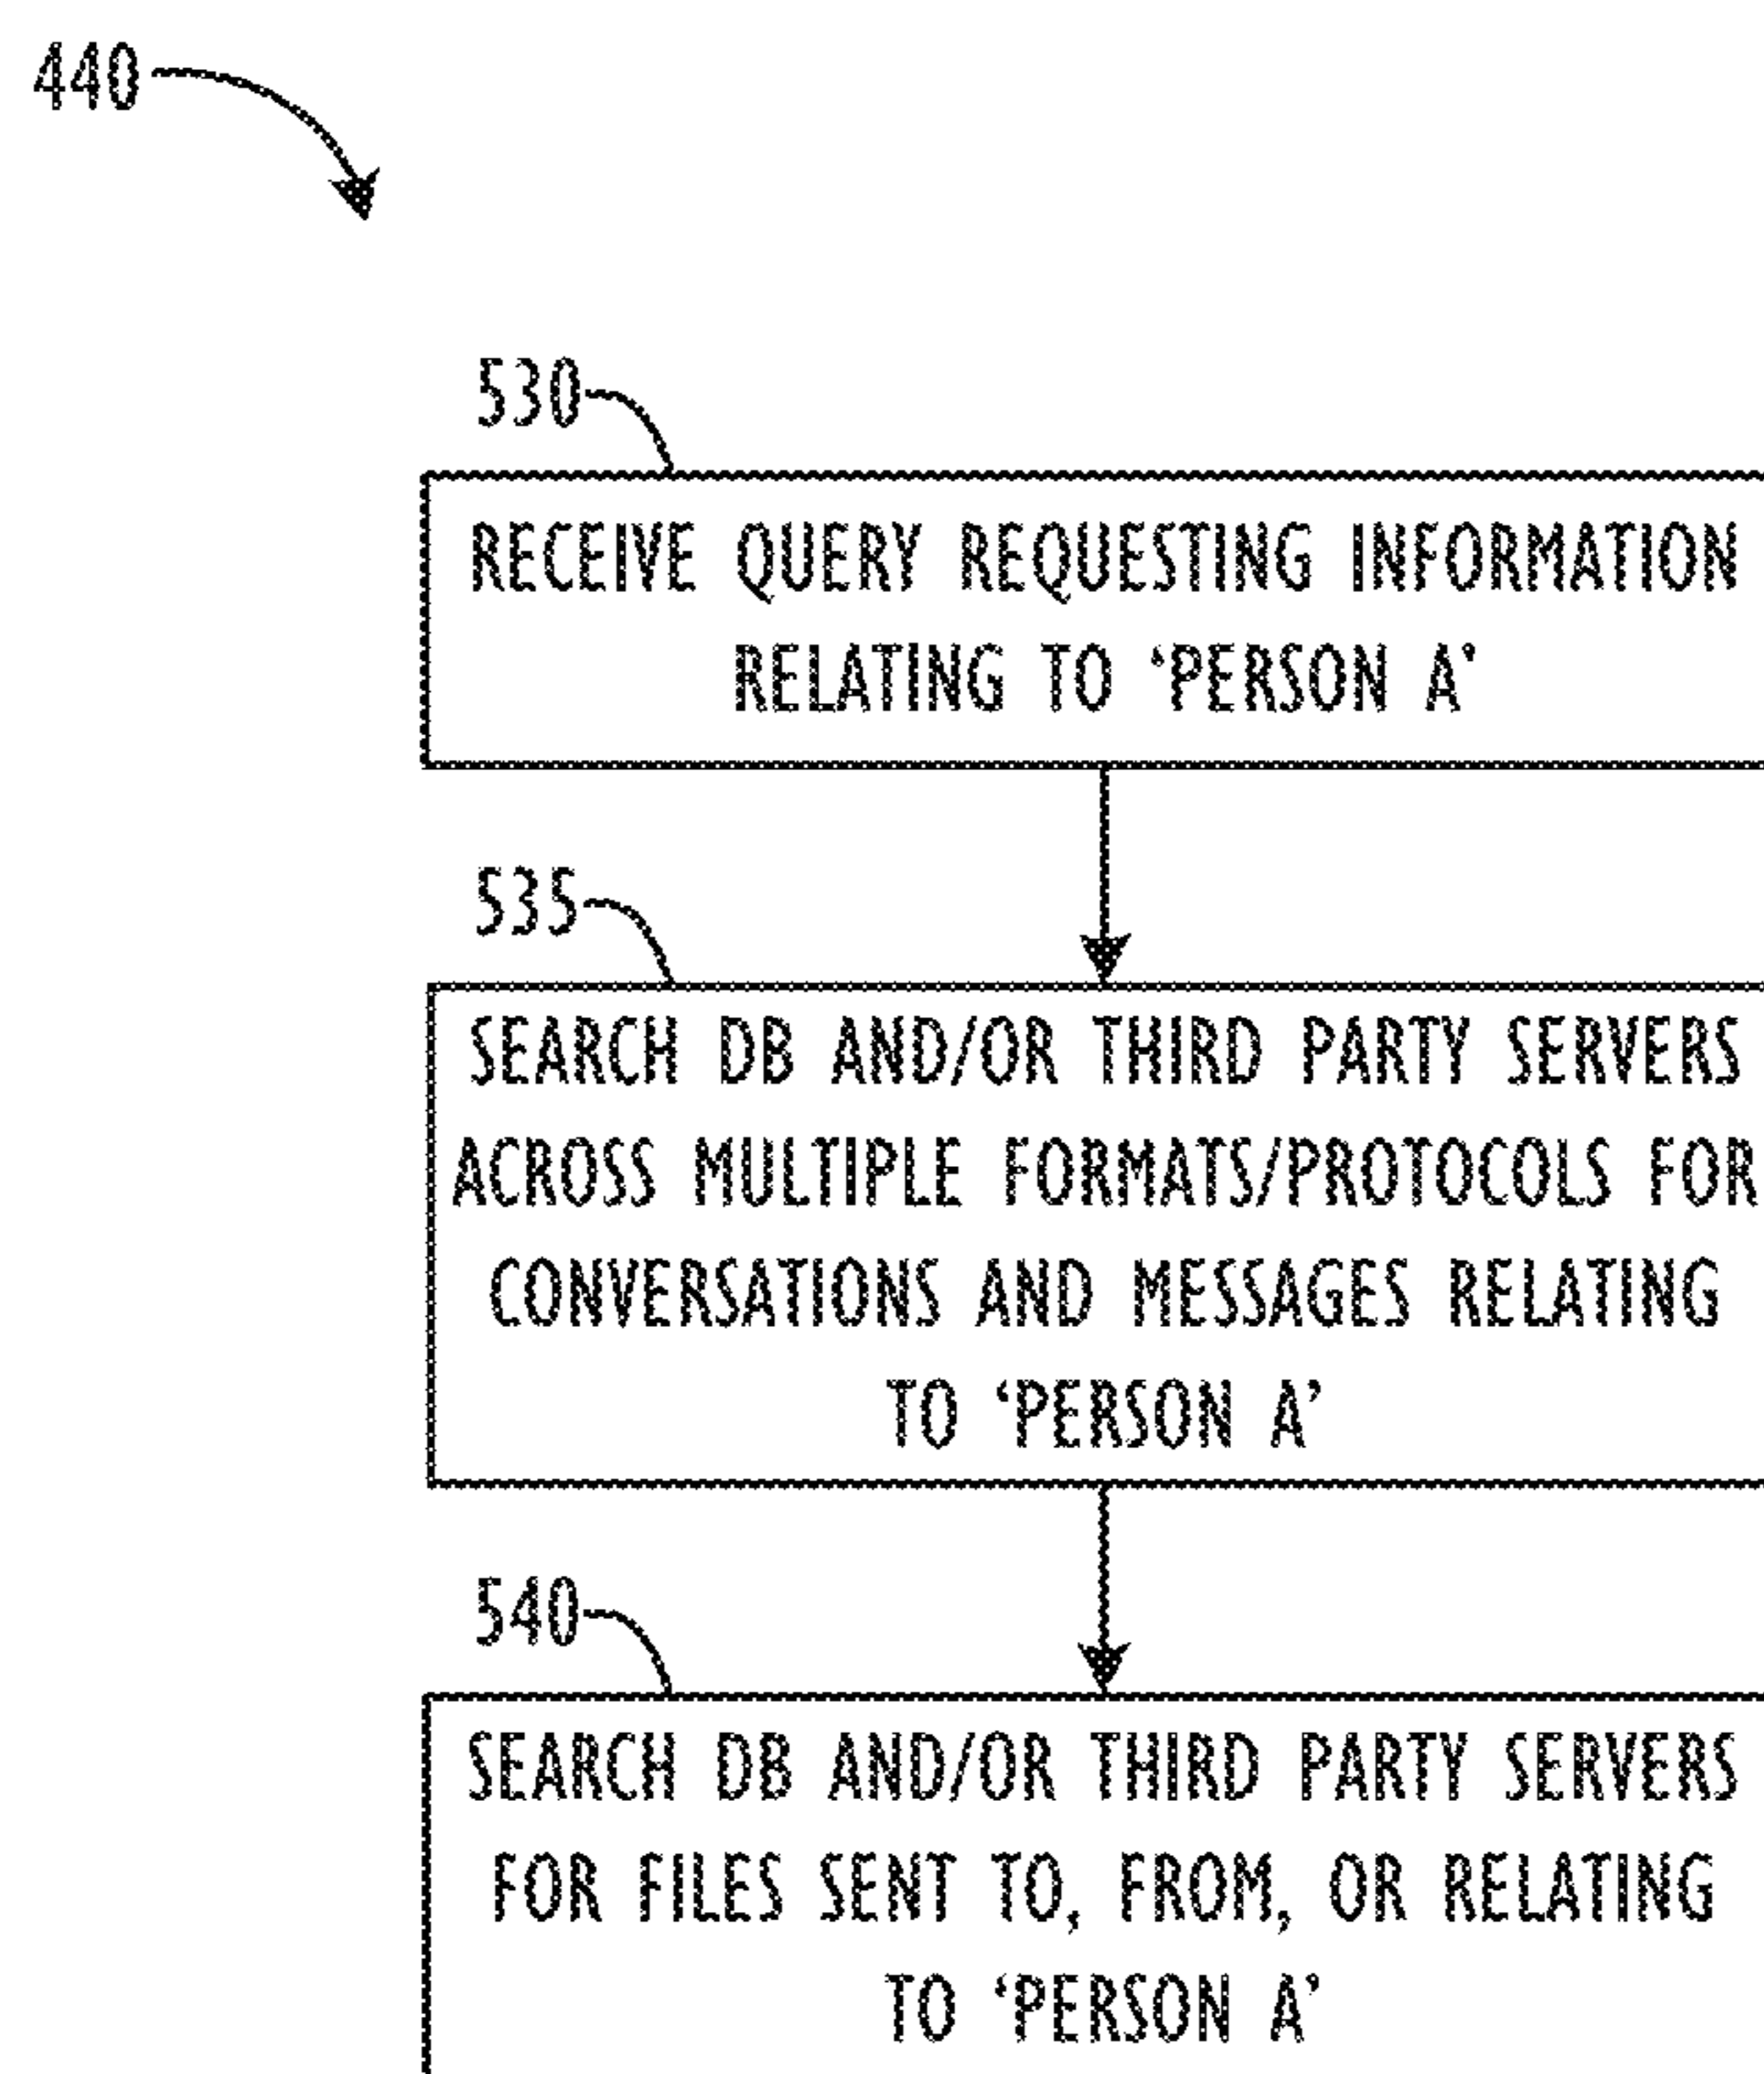 440
530
RECEIVE QUERY REQUESTING INFORMATION
RELATING TO ‘PERSON A’
535
SEARCH DB AND/OR THIRD PARTY SERVERS
ACROSS MULTIPLE FORMATS/PROTOCOLS FOR
CONVERSATIONS AND MESSAGES RELATING
TO ‘PERSON A’
540
SEARCH DB AND/OR THIRD PARTY SERVERS
FOR FILES SENT TO, FROM, OR RELATING
TO ‘PERSON A’